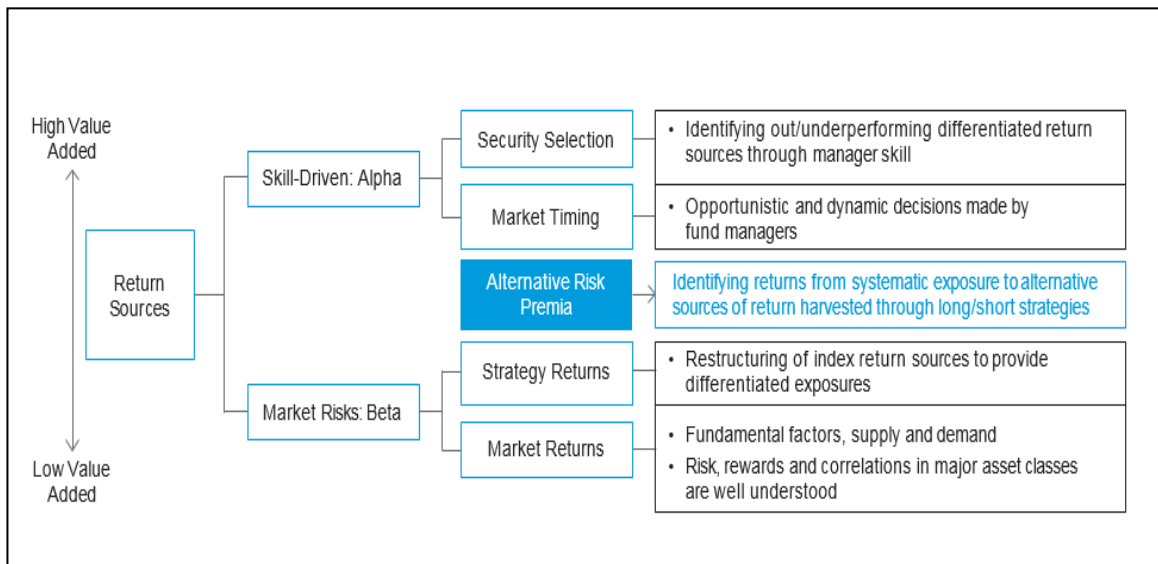 High Value
Added
Low Value
Added
Return
Sources
Skill-Driven: Alpha
Market Risks: Beta
Security Selection
• Identifying out/underperforming differentiated return
sources through manager skill
Market Timing
• Opportunistic and dynamic decisions made by
fund managers
Alternative Risk
Premia
Identifying returns from systematic exposure to alternative
sources of return harvested through long/short strategies
Strategy Returns
• Restructuring of index return sources to provide
differentiated exposures
Market Returns
• Fundamental factors, supply and demand
• Risk, rewards and correlations in major asset classes
are well understood